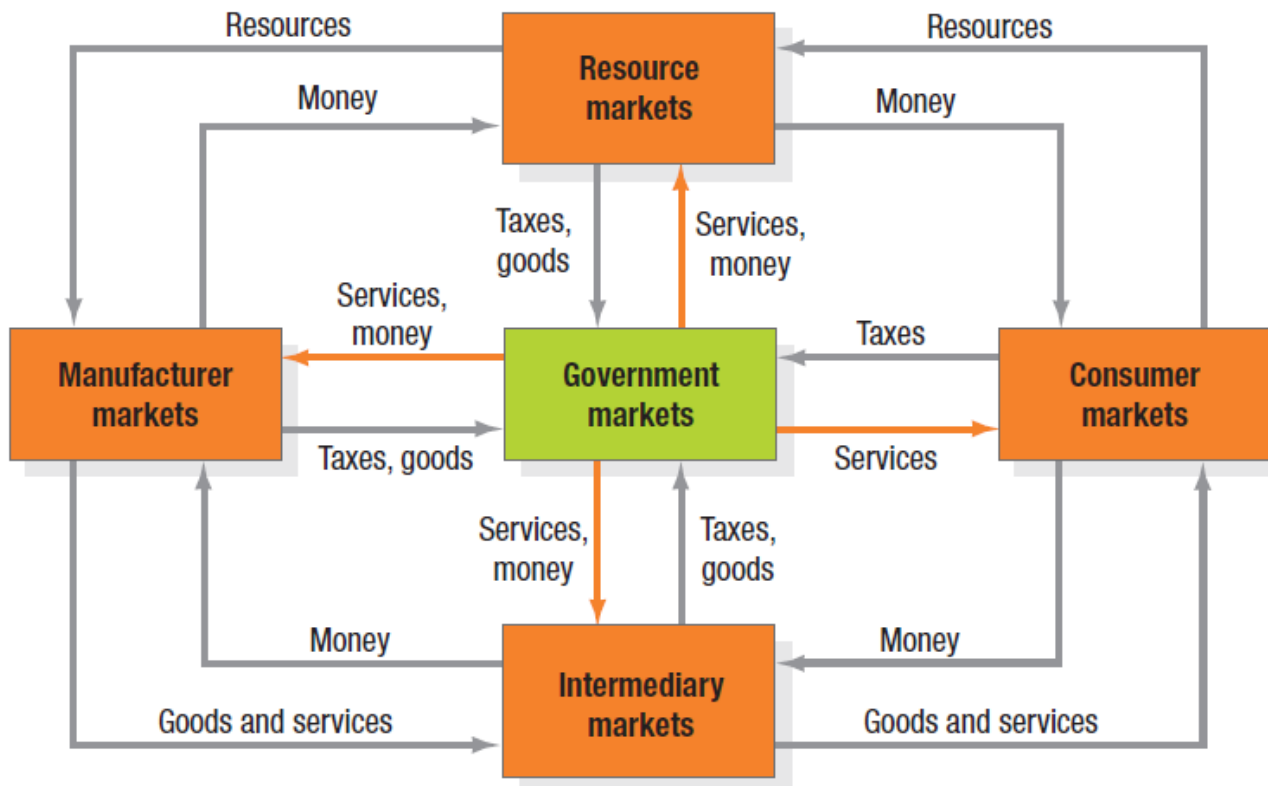 Resources
Resources
Resource
markets
Money
Money
Taxes,
goods
Services,
money
Services,
money
Taxes
Manufacturer
markets
Government
markets
Consumer
markets
Taxes, goods
Services
Services,
money
Taxes,
goods
Money
Money
Intermediary
markets
Goods and services
Goods and services